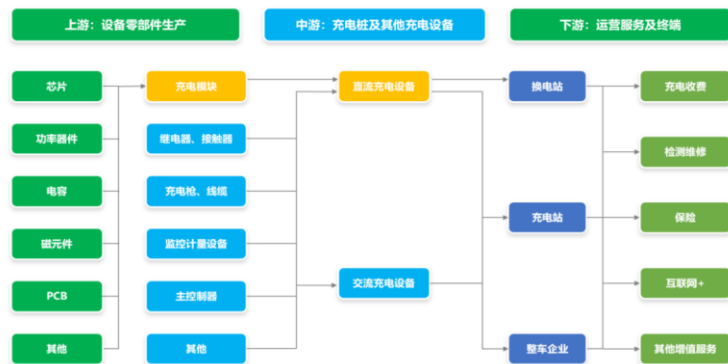 上游：设备零部件生产
中游：充电桩及其他充电设备
下游：运营服务及终端
芯片
充电模块
直流充电设备
换电站
充电收费
功率器件
继电器、接触器
检测维修
电容
充电枪、线缆
充电站
保险
磁元件
监控计量设备
交流充电设备
互联网+
PCB
主控制器
其他
其他
整车企业
其他增值服务